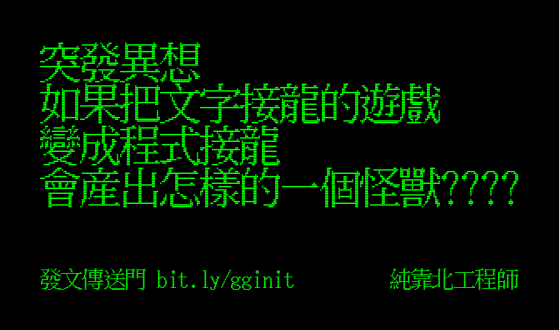 突發異想
如果把文字接龍的遊戲
變成程式接龍
會産出怎樣的一個怪獸????
發文傳送門 bit.ly/gginit 純靠北工程師